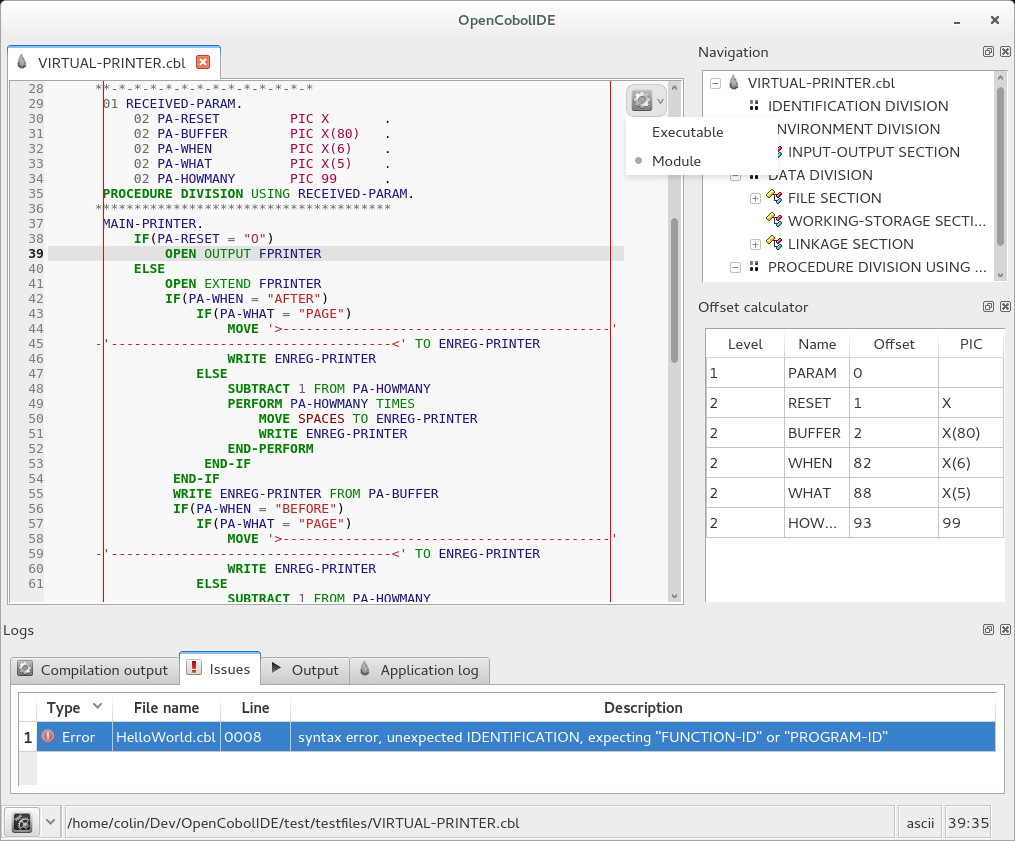 OpenCobolIDE
VIRTUAL-PRINTER.cbl
28 **-*-*-*-*-*-*-*-*-*-*-*-*-*
29 01 RECEIVED-PARAM.
30 02 PA-RESET PIC X .
31 02 PA-BUFFER PIC X(80) .
32 02 PA-WHEN PIC X(6) .
33 02 PA-WHAT PIC X(5) .
34 02 PA-HOWMANY PIC 99 .
35 PROCEDURE DIVISION USING RECEIVED-PARAM.
36 **************************************
37 MAIN-PRINTER.
38 IF(PA-RESET = "O")
39 OPEN OUTPUT FPRINTER
40 ELSE
41 OPEN EXTEND FPRINTER
42 IF(PA-WHEN = "AFTER")
43 IF(PA-WHAT = "PAGE")
44 MOVE '>------------------------------------------'
45 -'------------------------------------<' TO ENREG-PRINTER
46 WRITE ENREG-PRINTER
47 ELSE
48 SUBTRACT 1 FROM PA-HOWMANY
49 PERFORM PA-HOWMANY TIMES
50 MOVE SPACES TO ENREG-PRINTER
51 WRITE ENREG-PRINTER
52 END-PERFORM
53 END-IF
54 END-IF
55 WRITE ENREG-PRINTER FROM PA-BUFFER
56 IF(PA-WHEN = "BEFORE")
57 IF(PA-WHAT = "PAGE")
58 MOVE '>------------------------------------------'
59 -'------------------------------------<' TO ENREG-PRINTER
60 WRITE ENREG-PRINTER
61 ELSE
SUBTRACT 1 FROM PA-HOWMANY
Executable
Module
Navigation
VIRTUAL-PRINTER.cbl
IDENTIFICATION DIVISION
NVIRONMENT DIVISION
INPUT-OUTPUT SECTION
DATA DIVISION
FILE SECTION
WORKING-STORAGE SECTI...
LINKAGE SECTION
PROCEDURE DIVISION USING ...
Offset calculator
Level Name Offset PIC
1 PARAM 0
2 RESET 1 X
2 BUFFER 2 X(80)
2 WHEN 82 X(6)
2 WHAT 88 X(5)
2 HOW... 93 99
Logs
Compilation output Issues Output Application log
Type File name Line Description
1 Error HelloWorld.cbl 0008 syntax error, unexpected IDENTIFICATION, expecting "FUNCTION-ID" or "PROGRAM-ID"
/home/colin/Dev/OpenCobolIDE/test/testfiles/VIRTUAL-PRINTER.cbl ascii 39:35